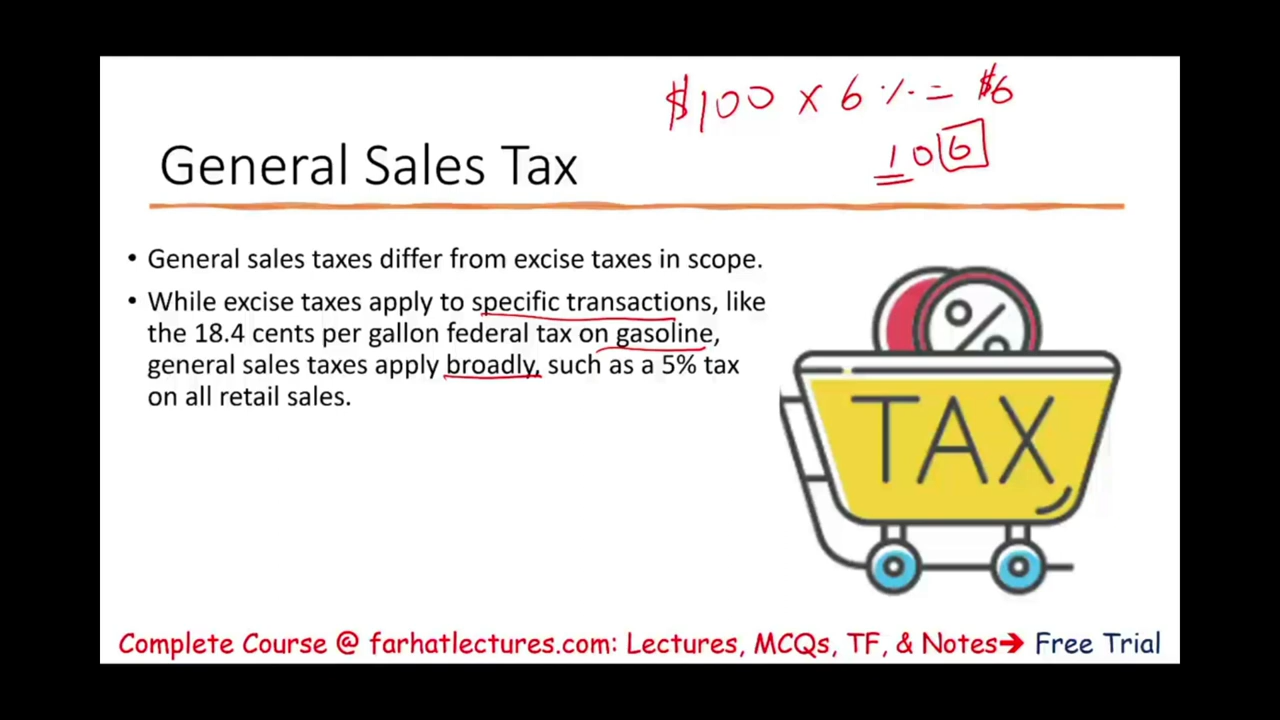 $100 x 6 % = $6
106
General Sales Tax
• General sales taxes differ from excise taxes in scope.
• While excise taxes apply to specific transactions, like
the 18.4 cents per gallon federal tax on gasoline,
general sales taxes apply broadly, such as a 5% tax
on all retail sales.
TAX
Complete Course @ farhatlectures.com: Lectures, MCQs, TF, & Notes➔ Free Trial